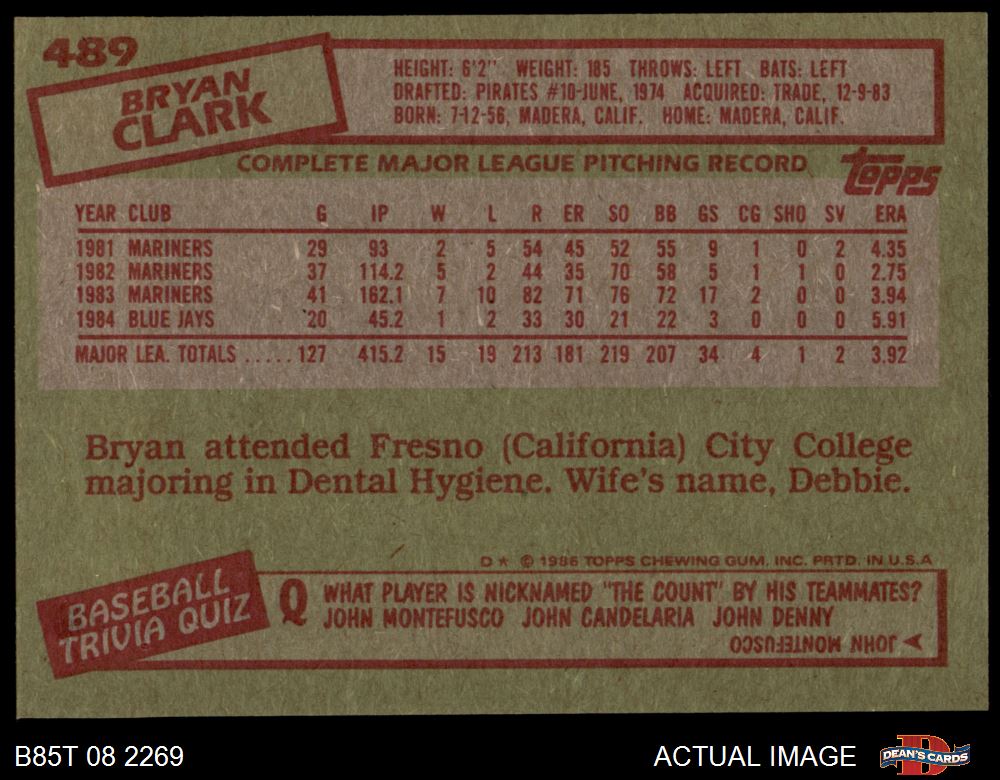 489
BRYAN
CLARK
HEIGHT: 6'2" WEIGHT: 185 THROWS: LEFT BATS: LEFT
DRAFTED: PIRATES #10-JUNE, 1974 ACQUIRED: TRADE, 12-9-83
BORN: 7-12-56, MADERA, CALIF. HOME: MADERA, CALIF.
COMPLETE MAJOR LEAGUE PITCHING RECORD
topps
YEAR CLUB G IP W L R ER SO BB GS CG SHO SV ERA
1981 MARINERS 29 93 2 5 54 45 52 55 9 1 0 2 4.35
1982 MARINERS 37 114.2 5 2 44 35 70 58 5 1 1 0 2.75
1983 MARINERS 41 162.1 7 10 82 71 76 72 17 2 0 0 3.94
1984 BLUE JAYS 20 45.2 1 2 33 30 21 22 3 0 0 0 5.91
MAJOR LEA. TOTALS ..... 127 415.2 15 19 213 181 219 207 34 4 1 2 3.92
Bryan attended Fresno (California) City College
majoring in Dental Hygiene. Wife's name, Debbie.
D* © 1985 TOPPS CHEWING GUM, INC. PRTD. IN U.S.A
BASEBALL
TRIVIA QUIZ
Q WHAT PLAYER IS NICKNAMED "THE COUNT" BY HIS TEAMMATES?
JOHN MONTEFUSCO JOHN CANDELARIA JOHN DENNY
JOHN MONTEFUSCO
B85T 08 2269
ACTUAL IMAGE
D
DEAN'S CARDS